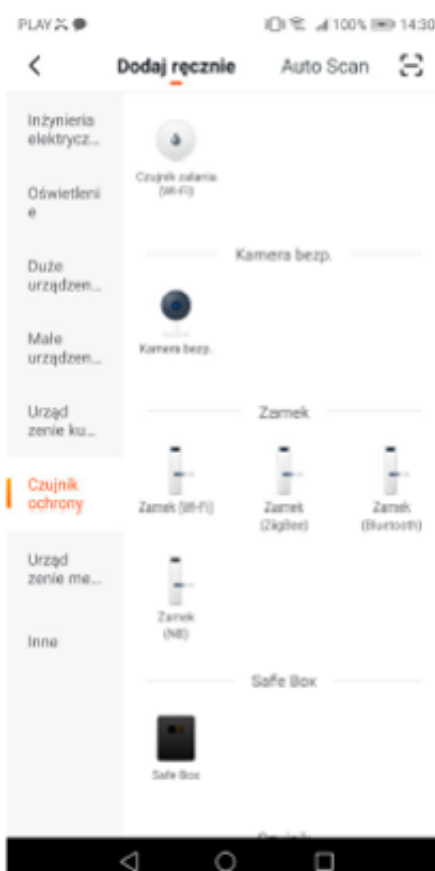 PLAY
100% 14:30
Dodaj ręcznie
Auto Scan
Inżynieria
elektrycz...
Oświetleni
e
Duże
urządzen...
Małe
urządzen...
Urząd
zenie ku...
Czujnik
ochrony
Urząd
zenie me...
Inne
Czujnik zalania
(Wi-Fi)
Kamera bezp.
Kamera bezp.
Zamek
Zamek (Wi-Fi)
Zamek
(ZigBee)
Zamek
(Bluetooth)
Zamek
(NB)
Safe Box
Safe Box